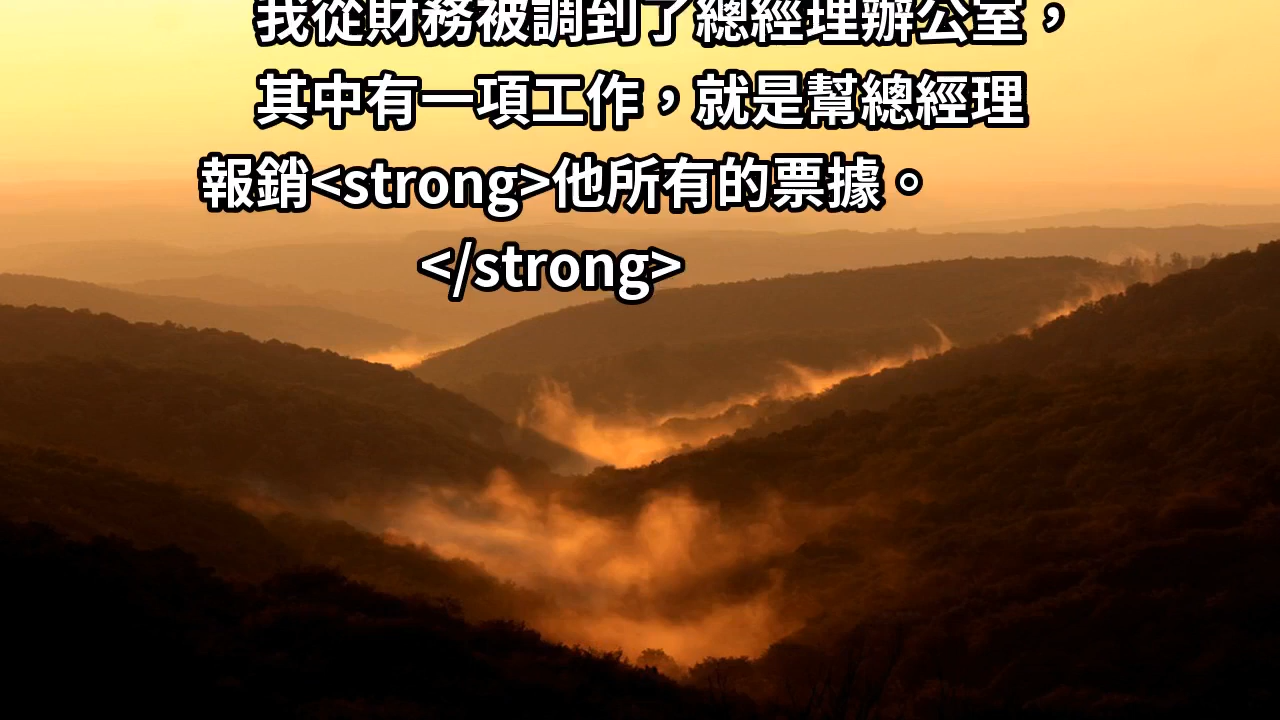 我從財務被調到了總經理辦公室，
其中有一項工作，就是幫總經理
報銷<strong>他所有的票據。
</strong>